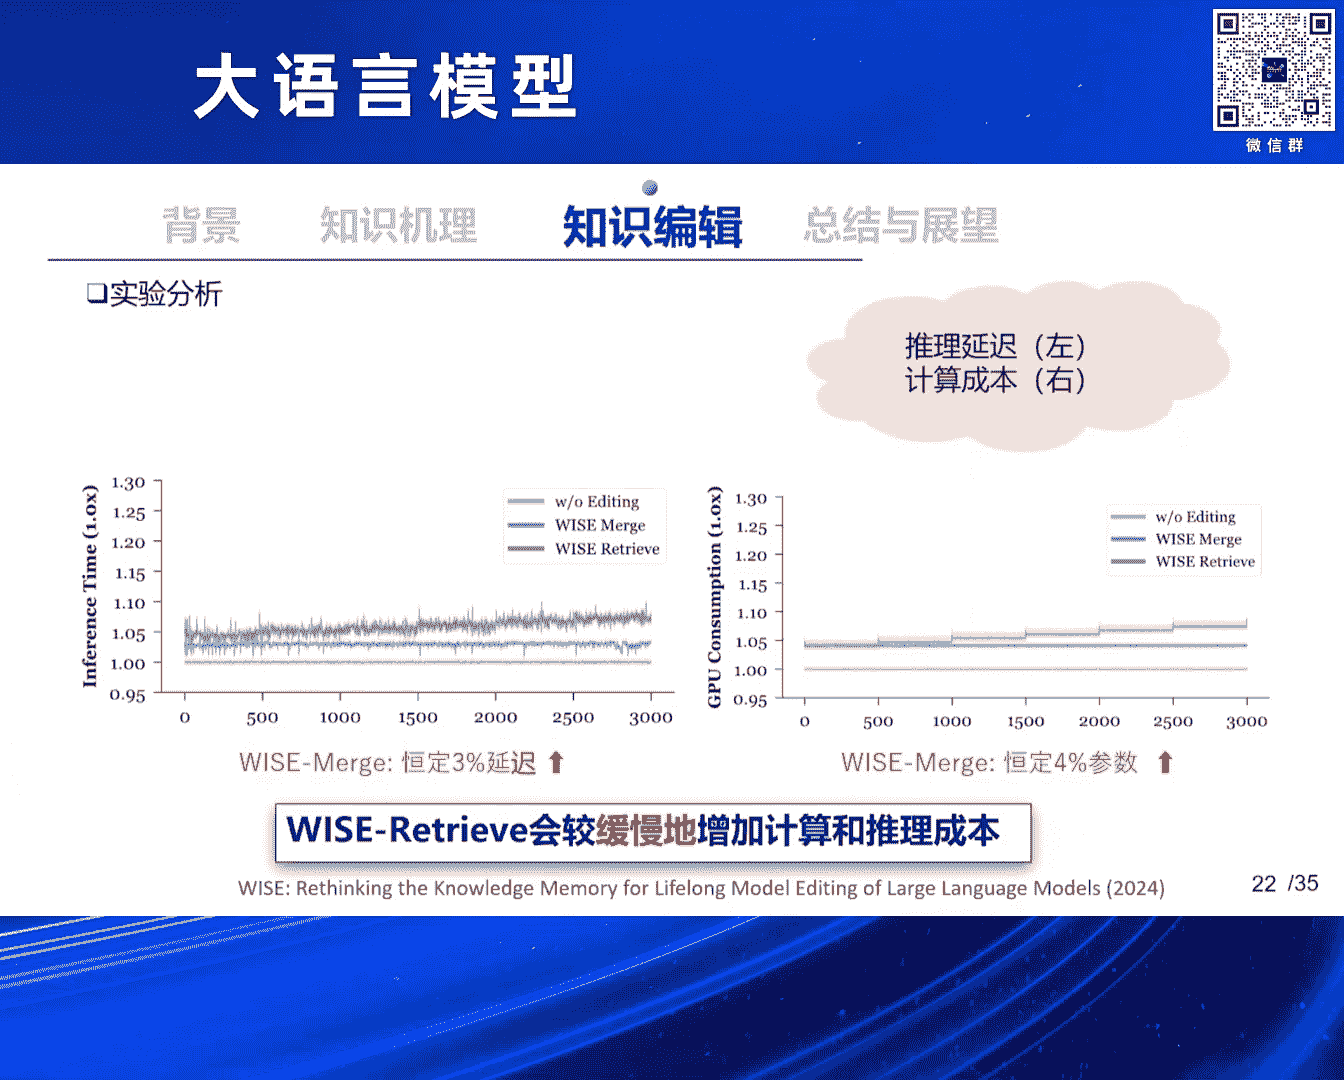 大语言模型
微信群
背景 知识机理 知识编辑 总结与展望
❑实验分析
推理延迟（左）
计算成本（右）
Inference Time (1.0x)
1.30
1.25
1.20
1.15
1.10
1.05
1.00
0.95
0 500 1000 1500 2000 2500 3000
w/o Editing
WISE Merge
WISE Retrieve
WISE-Merge: 恒定3%延迟 ⬆
GPU Consumption (1.0x)
1.30
1.25
1.20
1.15
1.10
1.05
1.00
0.95
0 500 1000 1500 2000 2500 3000
w/o Editing
WISE Merge
WISE Retrieve
WISE-Merge: 恒定4%参数 ⬆
WISE-Retrieve会较缓慢地增加计算和推理成本
WISE: Rethinking the Knowledge Memory for Lifelong Model Editing of Large Language Models (2024)
22 /35